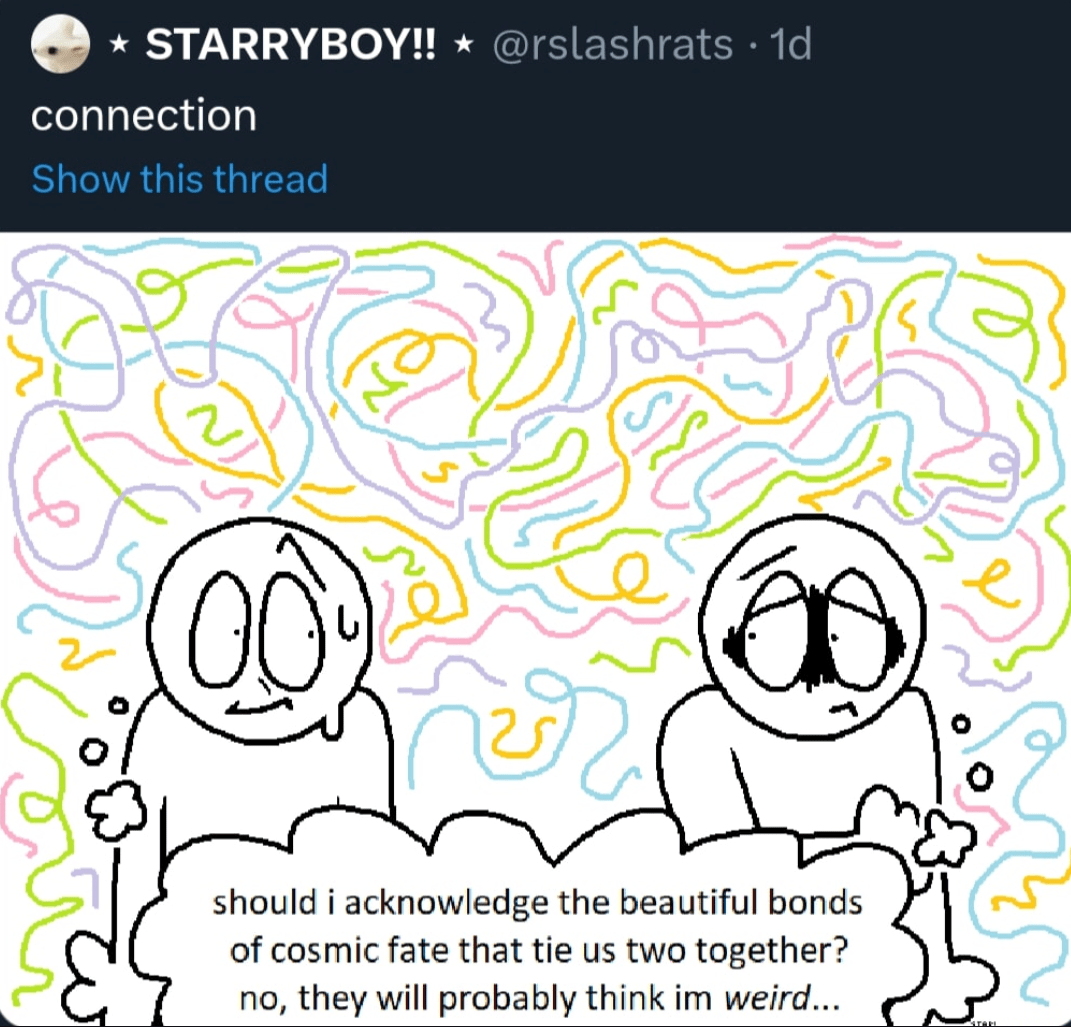 ★ STARRYBOY!! ★ @rslashrats · 1d
connection
Show this thread
should i acknowledge the beautiful bonds
of cosmic fate that tie us two together?
no, they will probably think im weird...